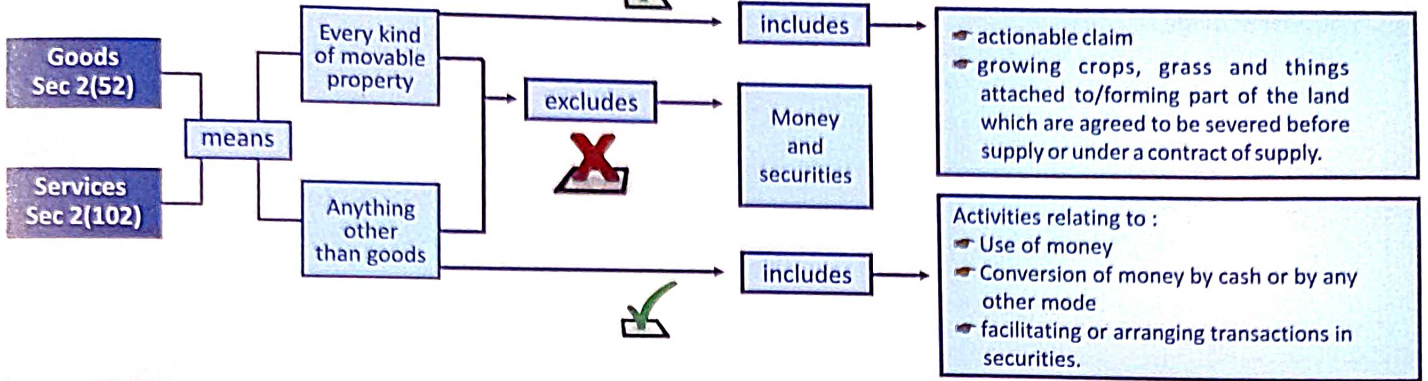 Goods
Sec 2(52)
Services
Sec 2(102)
means
Every kind
of movable
property
Anything
other
than goods
excludes
Money
and
securities
includes
actionable claim
growing crops, grass and things
attached to/forming part of the land
which are agreed to be severed before
supply or under a contract of supply.
includes
Activities relating to :
Use of money
Conversion of money by cash or by any
other mode
facilitating or arranging transactions in
securities.